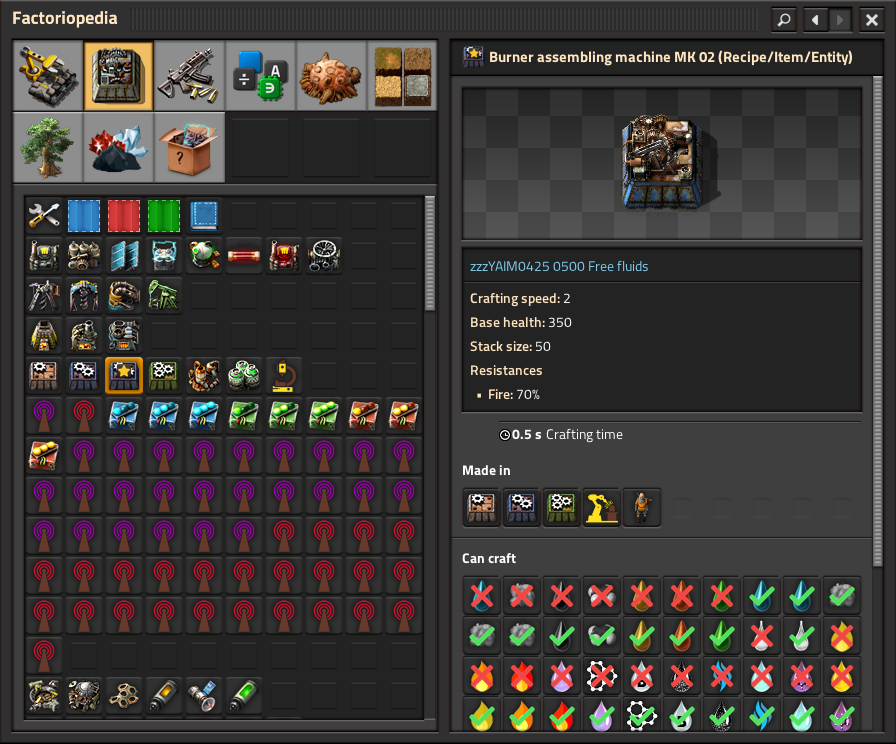 Factoriopedia
Burner assembling machine MK 02 (Recipe/Item/Entity)
zzzYAIM0425 0500 Free fluids
Crafting speed: 2
Base health: 350
Stack size: 50
Resistances
▪ Fire: 70%
0.5 s Crafting time
Made in
Can craft